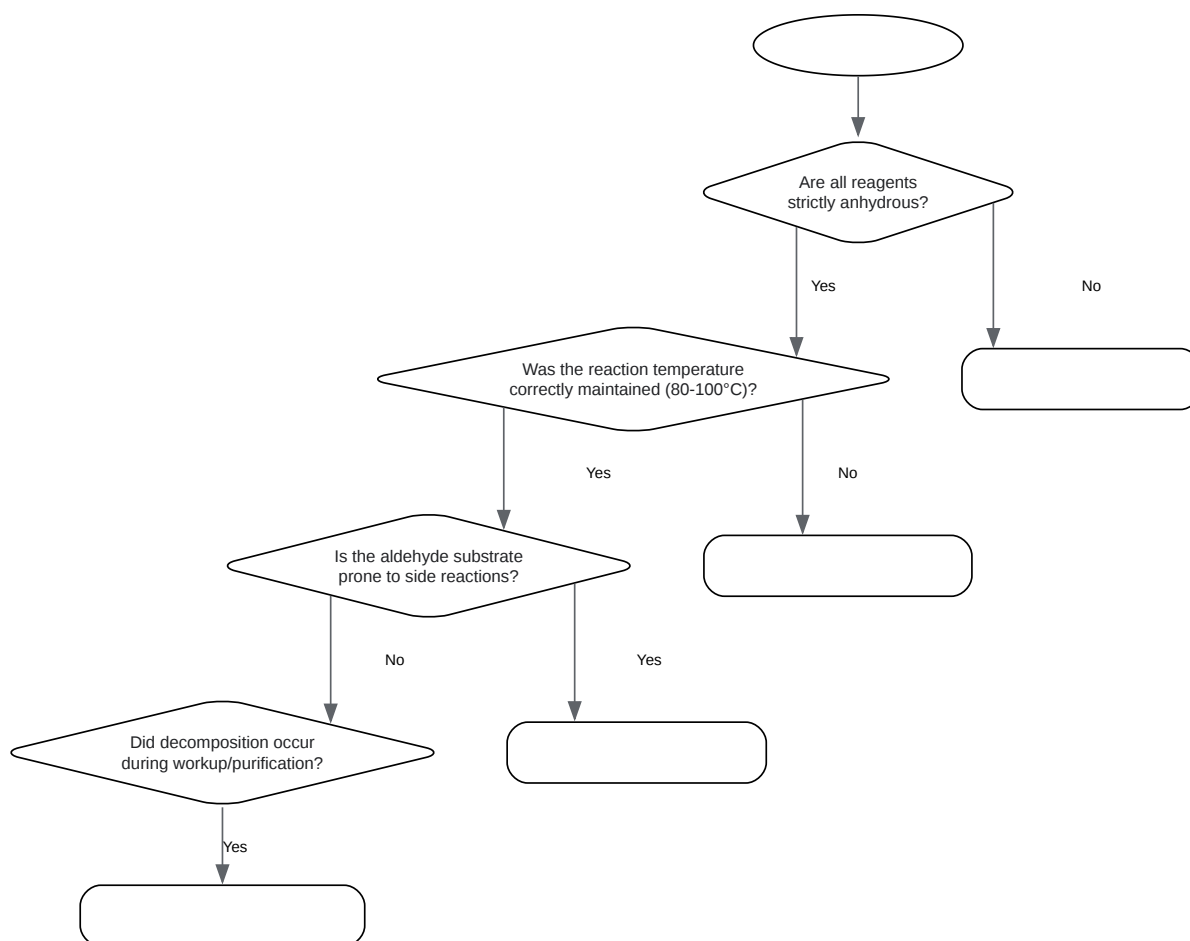 Are all reagents
strictly anhydrous?
Yes
No
Was the reaction temperature
correctly maintained (80-100°C)?
Yes
No
Is the aldehyde substrate
prone to side reactions?
No
Yes
Did decomposition occur
during workup/purification?
Yes